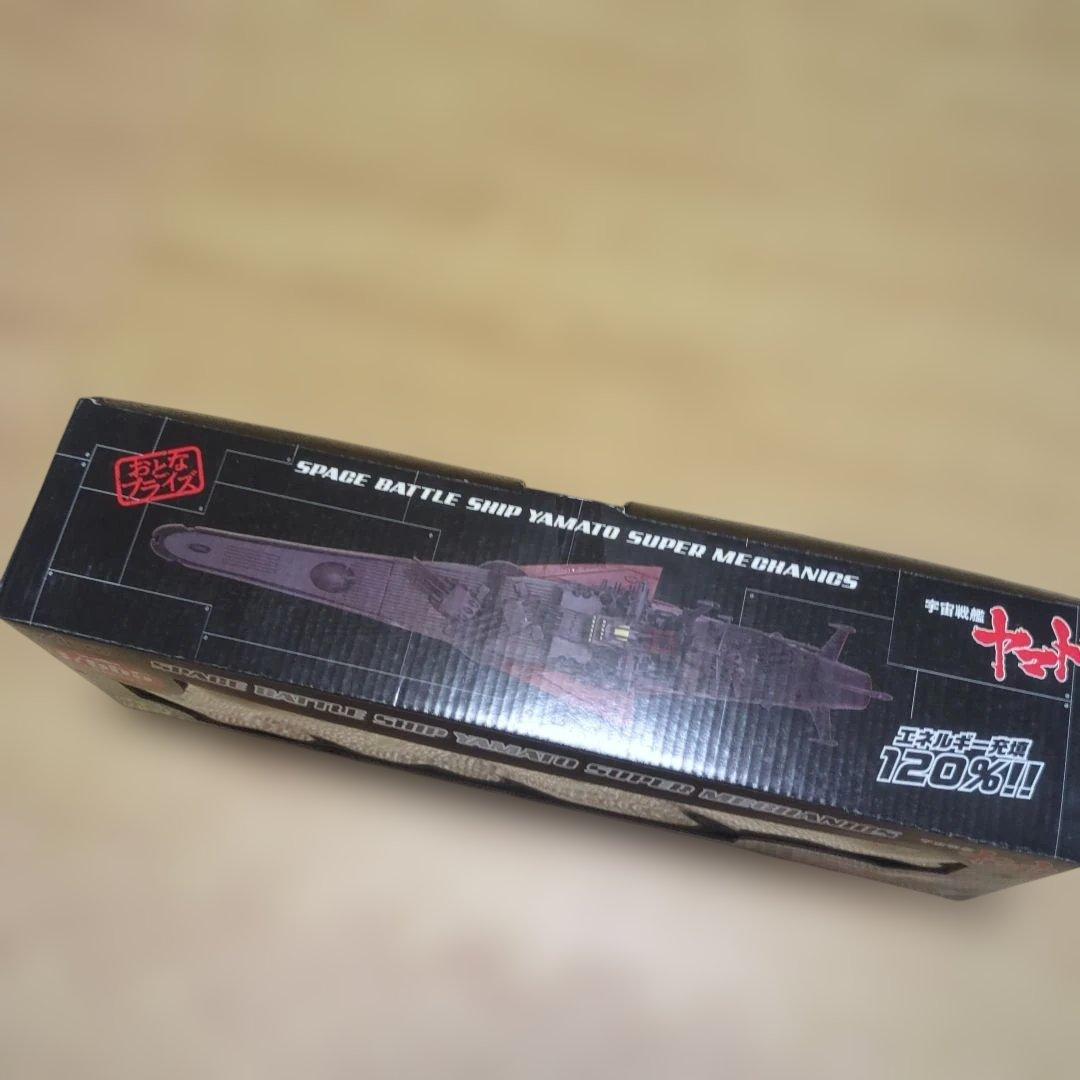 おとな
プライズ
SPACE BATTLE SHIP YAMATO SUPER MECHANICS
宇宙戦艦
ヤマト
エネルギー充填
120%!!
SPACE BATTLE SHIP YAMATO SUPER MECHANICS